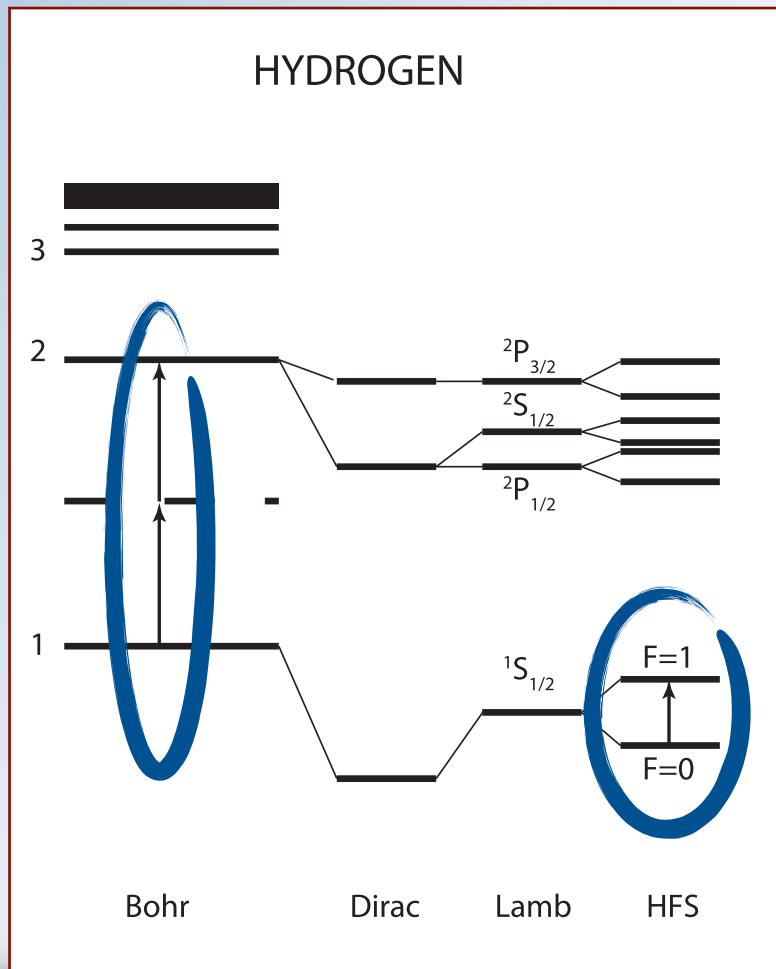 HYDROGEN
3
2
1
²P₃/₂
²S₁/₂
²P₁/₂
¹S₁/₂
F=1
F=0
Bohr Dirac Lamb HFS